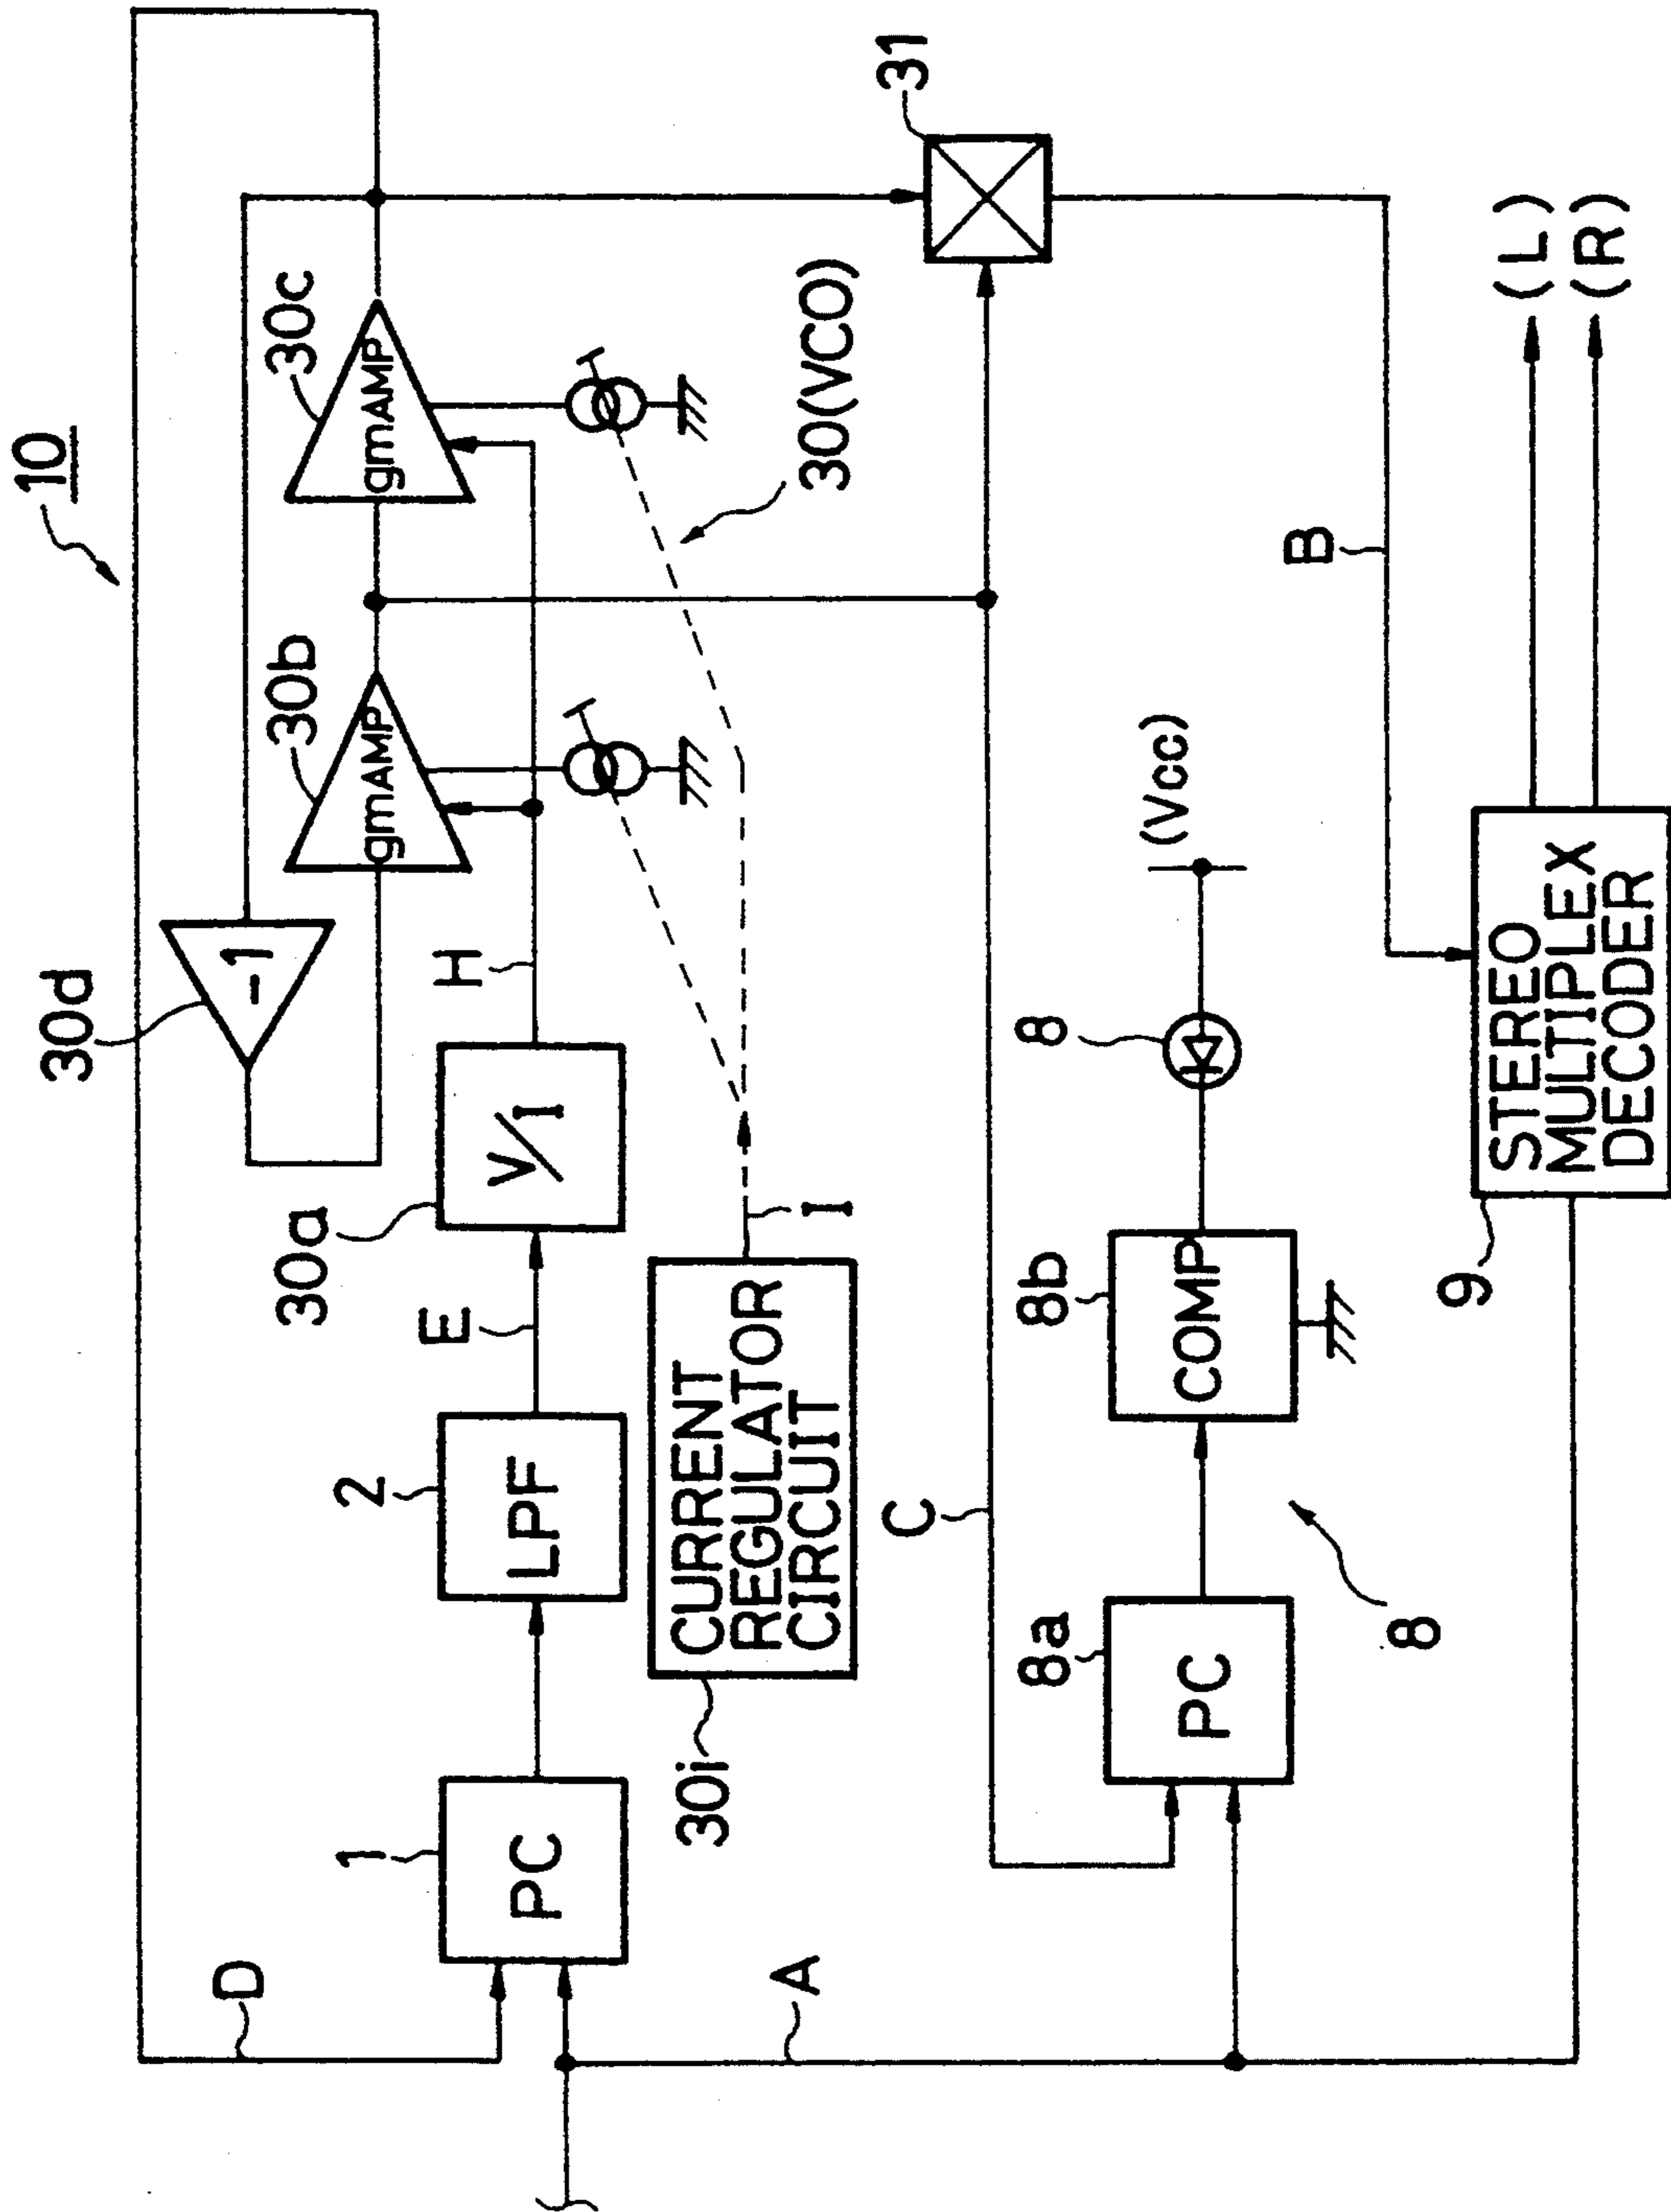 10
30d
-1
30b
gmAMP
30c
gmAMP
D
1
PC
2
LPF
E
30a
V/I
H
30i
CURRENT
REGULATOR
CIRCUIT
I
30(VCO)
31
C
A
8a
PC
8b
COMP
8
(Vcc)
8
B
9
STEREO
MULTIPLEX
DECODER
(L)
(R)